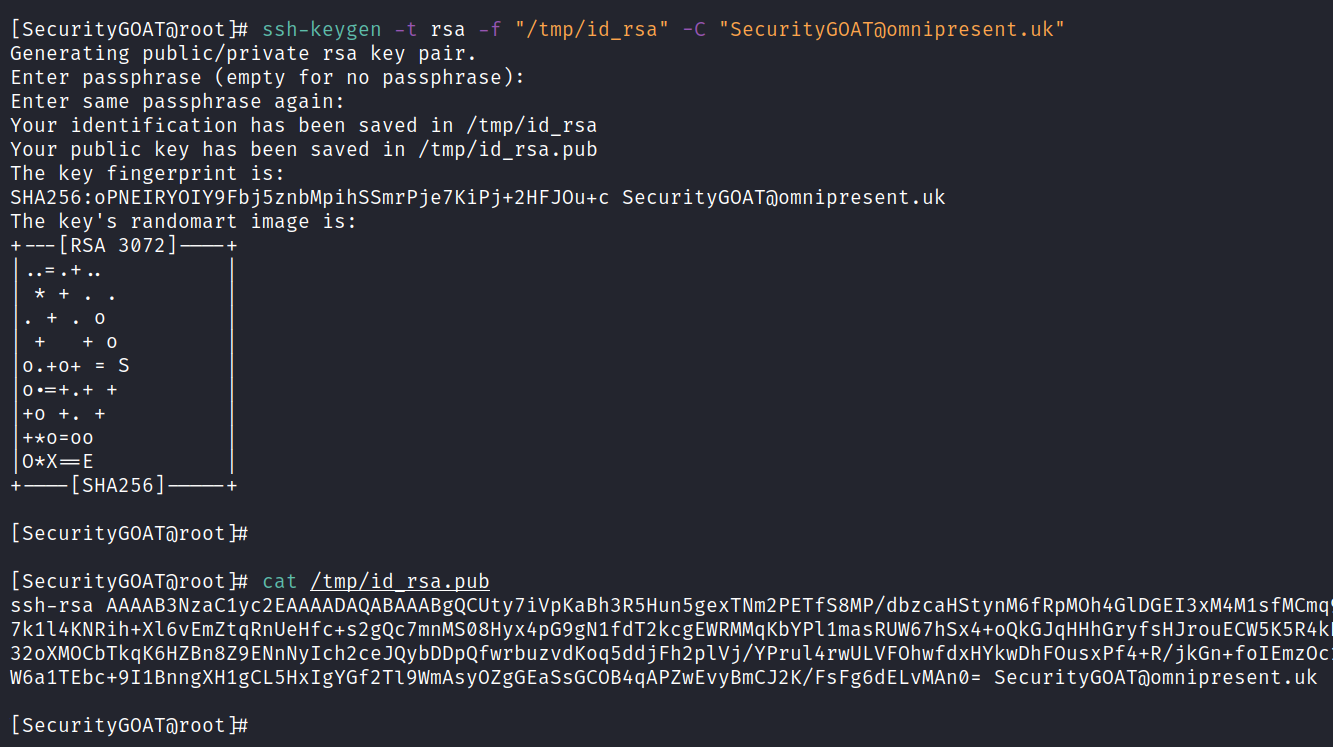 [SecurityGOAT@root]# ssh-keygen -t rsa -f "/tmp/id_rsa" -C "SecurityGOAT@omnipresent.uk"
Generating public/private rsa key pair.
Enter passphrase (empty for no passphrase):
Enter same passphrase again:
Your identification has been saved in /tmp/id_rsa
Your public key has been saved in /tmp/id_rsa.pub
The key fingerprint is:
SHA256:oPNEIRYOIY9Fbj5znbMpihSSmrPje7KiPj+2HFJOu+c SecurityGOAT@omnipresent.uk
The key's randomart image is:
+---[RSA 3072]----+
|..=.+..          |
| * + . .         |
|. + . o          |
| +   + o         |
|o.+o+ = S        |
|o*=+.+ +         |
|+o +. +          |
|+*o=oo           |
|O*X==E           |
+----[SHA256]-----+
[SecurityGOAT@root]#
[SecurityGOAT@root]# cat /tmp/id_rsa.pub
ssh-rsa AAAAB3NzaC1yc2EAAAADAQABAAABgQCUty7iVpKaBh3R5Hun5gexTNm2PETfS8MP/dbzcaHStynM6fRpMOh4GlDGEI3xM4M1sfMCmq9
7k1l4KNRih+Xl6vEmZtqRnUeHfc+s2gQc7mnMS08Hyx4pG9gN1fdT2kcgEWRMMqKbYPl1masRUW67hSx4+oQkGJqHHhGryfsHJrouECW5K5R4k
32oXMOCbTkqK6HZBn8Z9ENnNyIch2ceJQybDDpQfwrbuzvdKoq5ddjFh2plVj/YPrul4rwULVFOhwfdxHYkwDhFOusxPf4+R/jkGn+foIEmzOc
W6a1TEbc+9I1BnngXH1gCL5HxIgYGf2Tl9WmAsyOZgGEaSsGCOB4qAPZwEvyBmCJ2K/FsFg6dELvMAn0= SecurityGOAT@omnipresent.uk
[SecurityGOAT@root]#